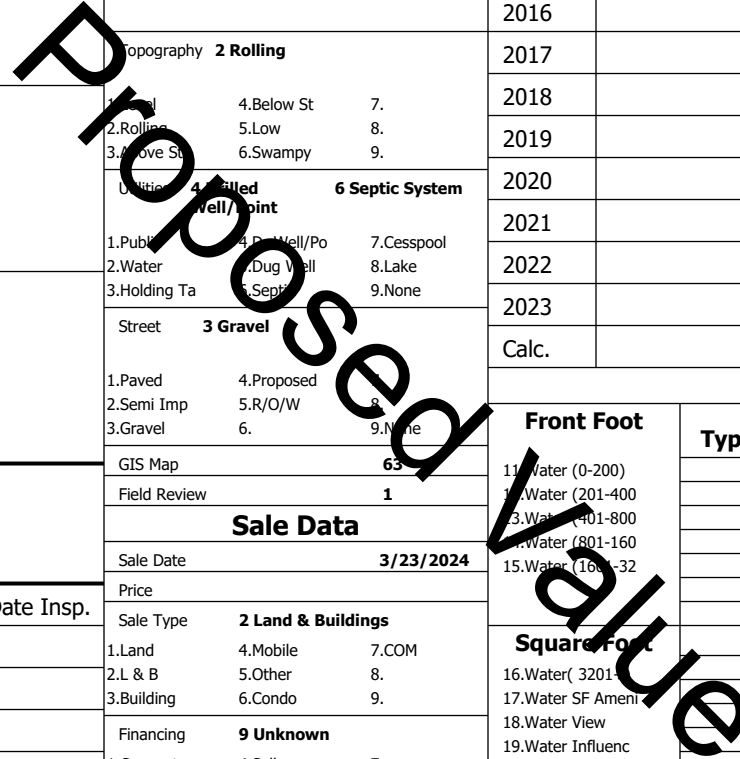 Topography 2 Rolling
4.Below St 7.
2.Rolling 5.Low 8.
3.Above St 6.Swampy 9.
Utilities 4 Drilled 6 Septic System
Well/Point
1.Public 4.Dr Well/Po 7.Cesspool
2.Water 5.Dug Well 8.Lake
3.Holding Ta 6.Septic 9.None
Street 3 Gravel
1.Paved 4.Proposed
2.Semi Imp 5.R/O/W 8.
3.Gravel 6. 9.None
GIS Map 63
Field Review 1
Sale Data
Sale Date 3/23/2024
Price
Sale Type 2 Land & Buildings
1.Land 4.Mobile 7.COM
2.L & B 5.Other 8.
3.Building 6.Condo 9.
Financing 9 Unknown
2016
2017
2018
2019
2020
2021
2022
2023
Calc.
Front Foot
Typ
11.Water (0-200)
12.Water (201-400
13.Water (401-800
14.Water (801-160
15.Water (1601-32
Square Foot
16.Water( 3201-
17.Water SF Ameni
18.Water View
19.Water Influenc
ate Insp.
Proposed Value